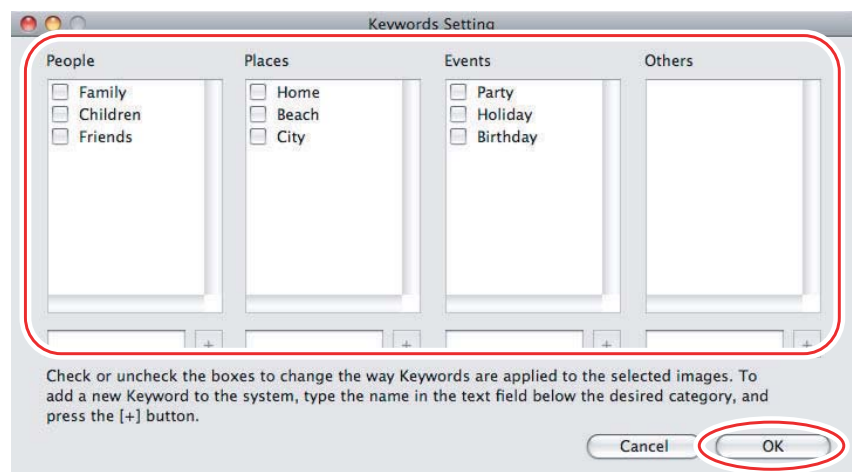 Keywords Setting
People Places Events Others
Family Home Party
Children Beach Holiday
Friends City Birthday
+ + + +
Check or uncheck the boxes to change the way Keywords are applied to the selected images. To
add a new Keyword to the system, type the name in the text field below the desired category, and
press the [+] button.
Cancel OK